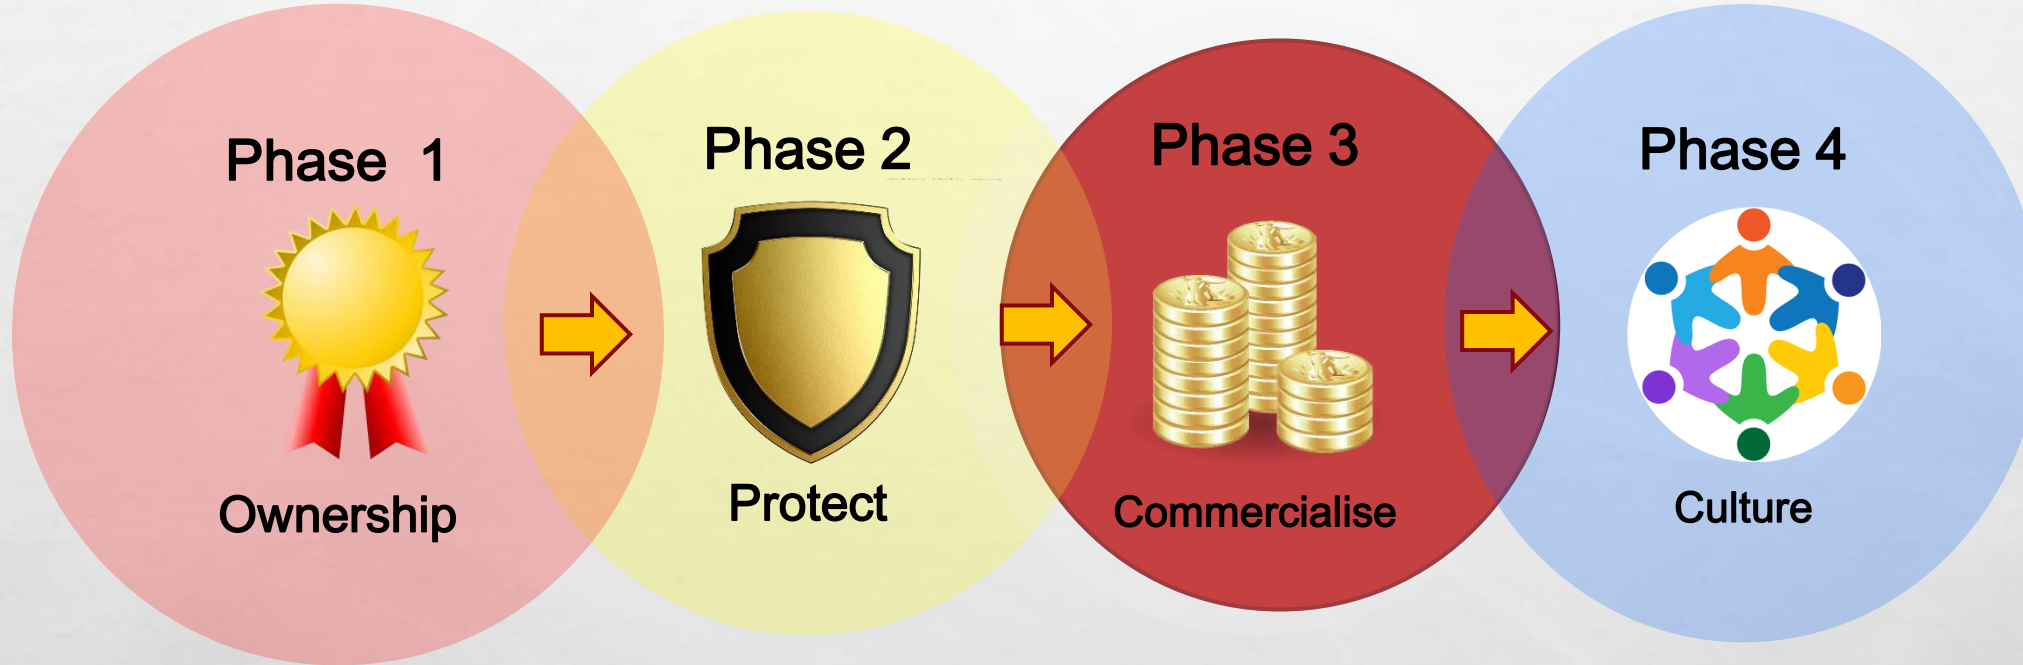 Phase 1
Ownership
Phase 2
Protect
Phase 3
Commercialise
Phase 4
Culture